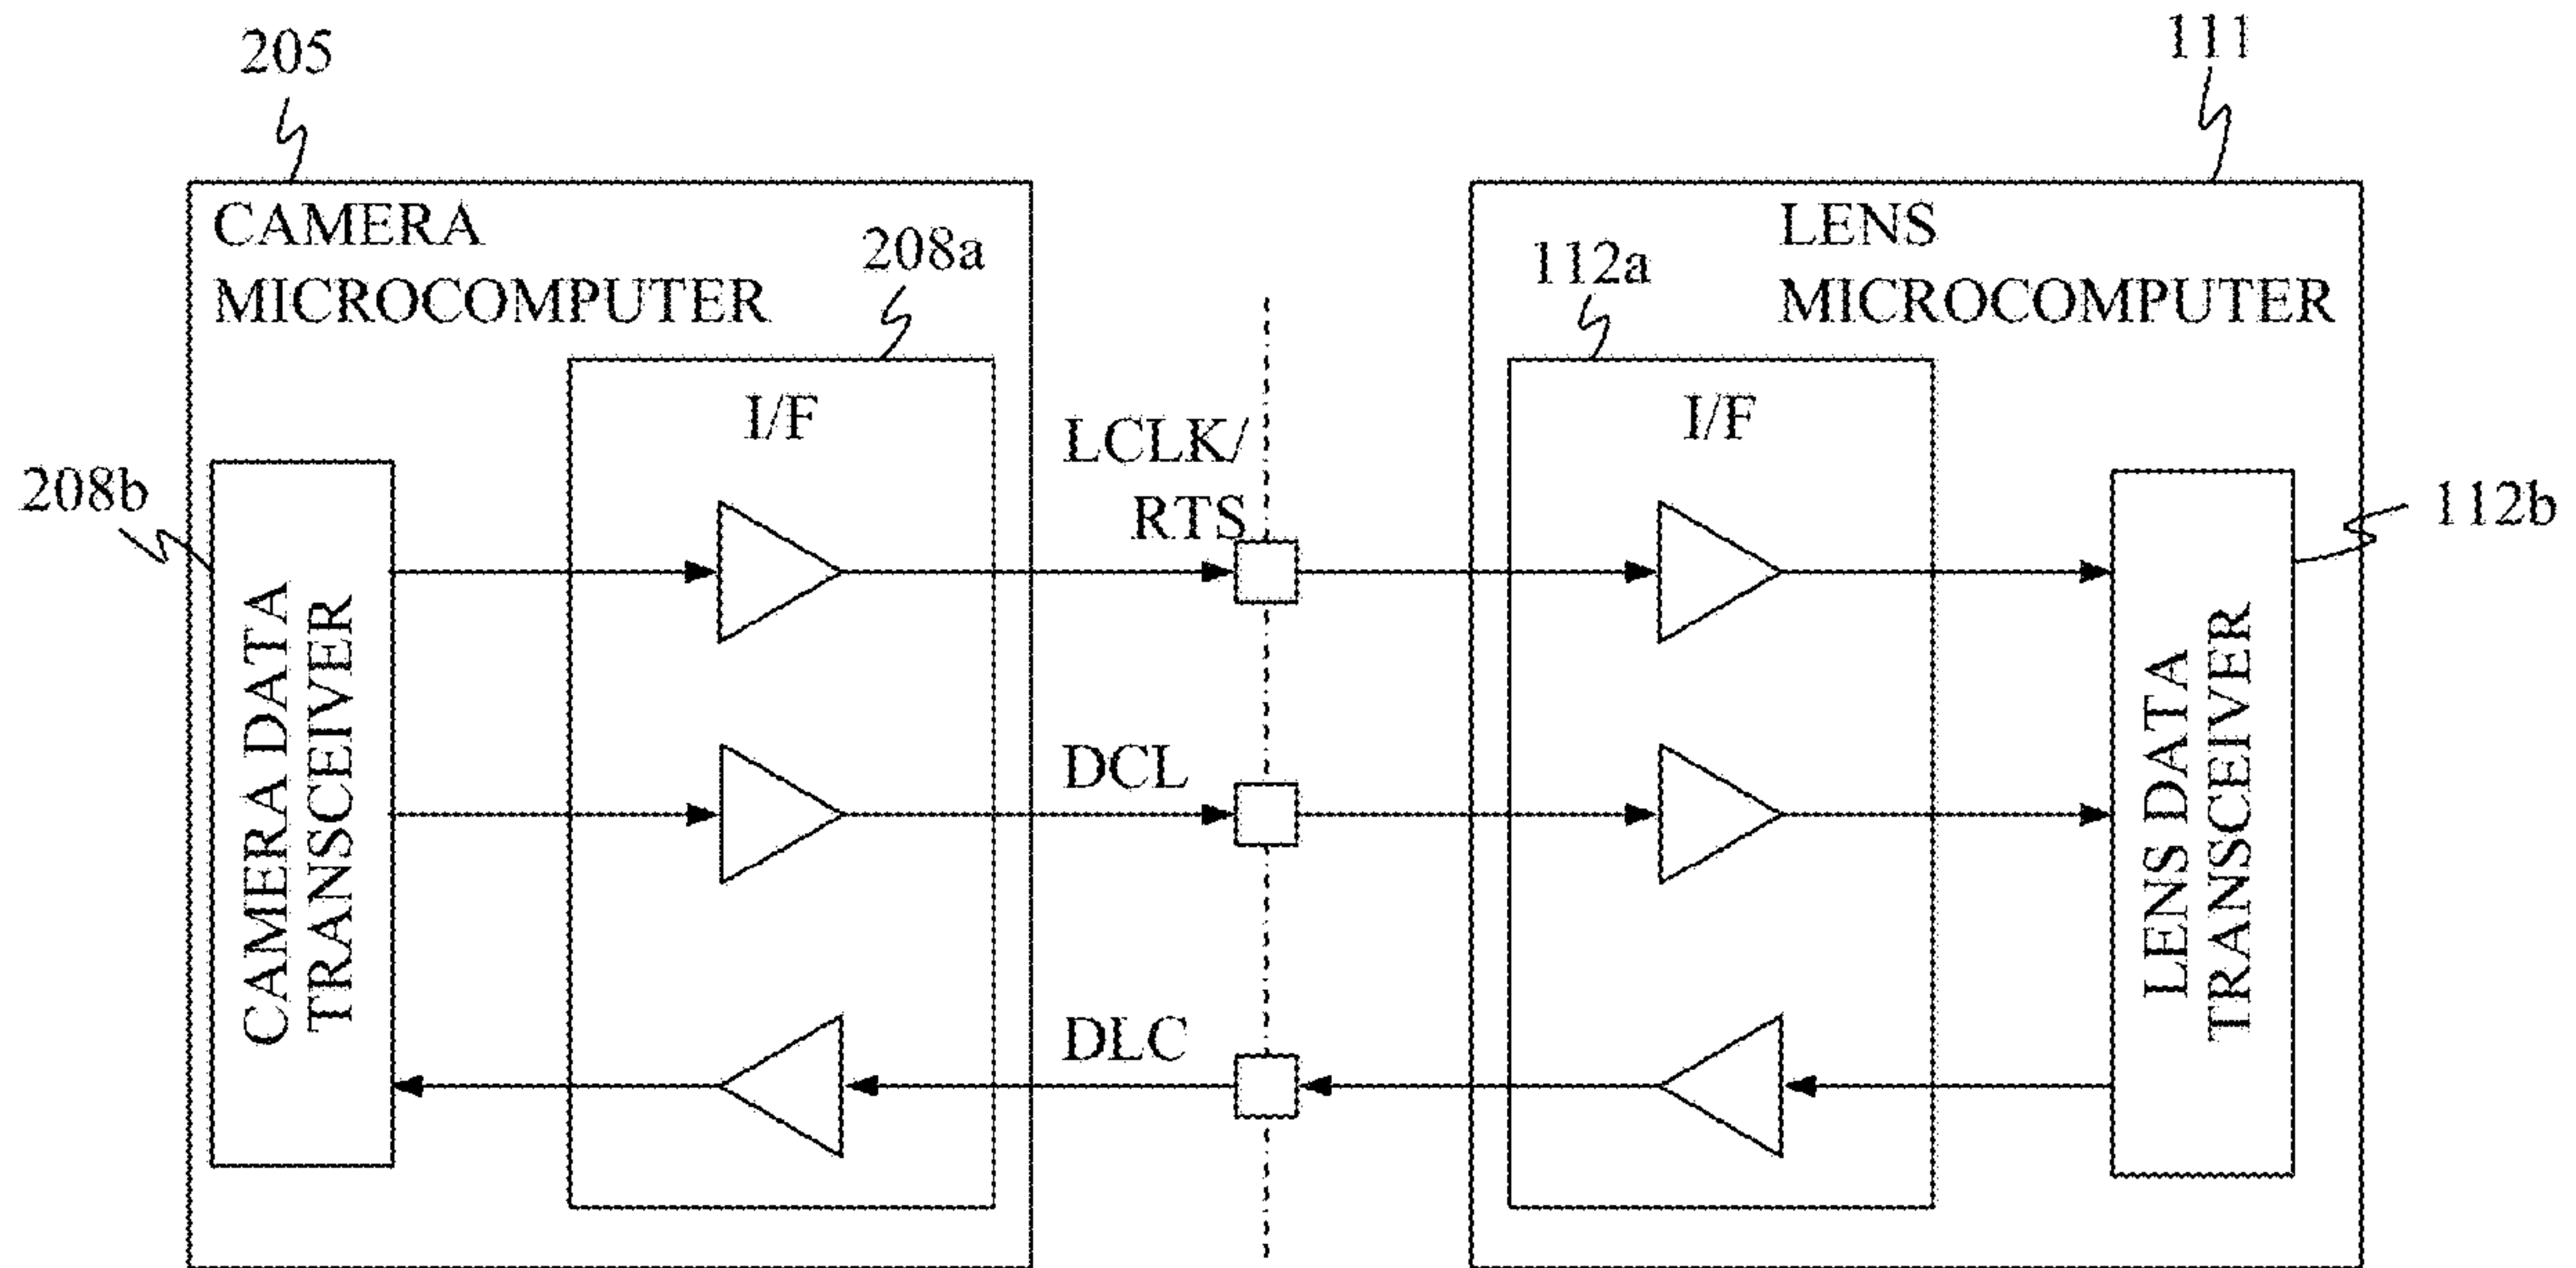 205
111
CAMERA
MICROCOMPUTER
208a
LENS
MICROCOMPUTER
112a
I/F
I/F
LCLK/
RTS
208b
112b
CAMERA DATA
TRANSCEIVER
DCL
LENS DATA
TRANSCEIVER
DLC